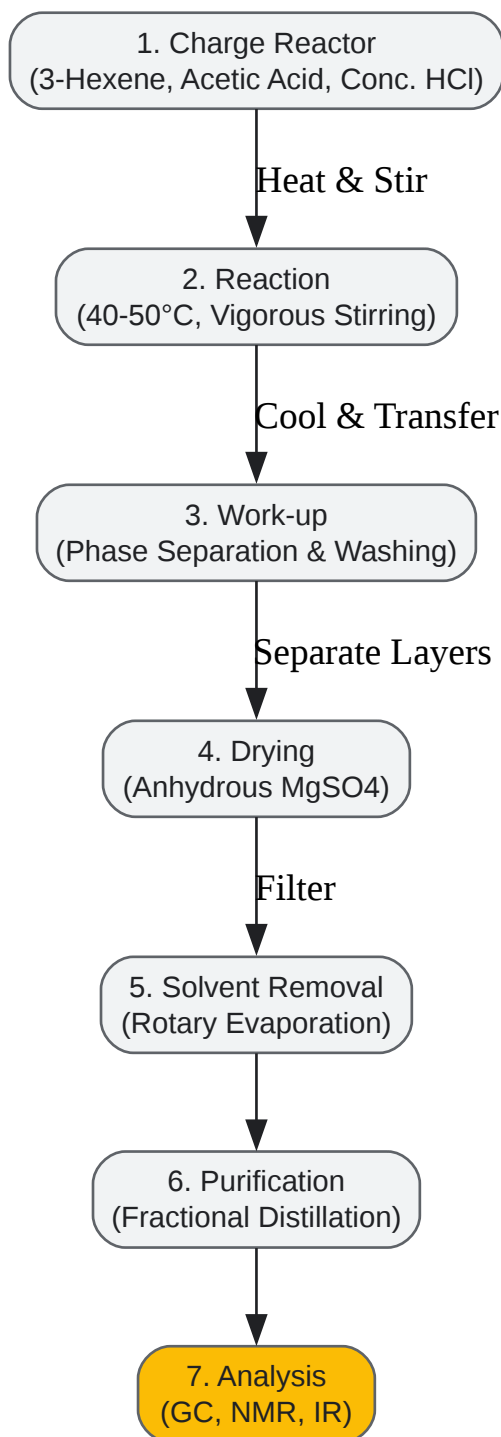 1. Charge Reactor
(3-Hexene, Acetic Acid, Conc. HCl)
Heat & Stir
2. Reaction
(40-50°C, Vigorous Stirring)
Cool & Transfer
3. Work-up
(Phase Separation & Washing)
Separate Layers
4. Drying
(Anhydrous MgSO4)
Filter
5. Solvent Removal
(Rotary Evaporation)
6. Purification
(Fractional Distillation)
7. Analysis
(GC, NMR, IR)